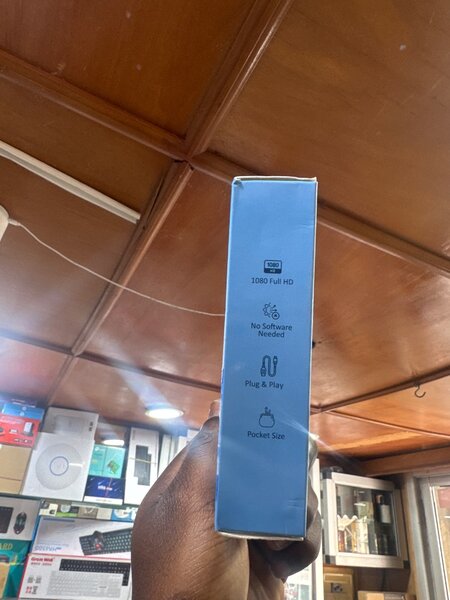 1080
HD
1080 Full HD
No Software
Needed
Plug & Play
Pocket Size